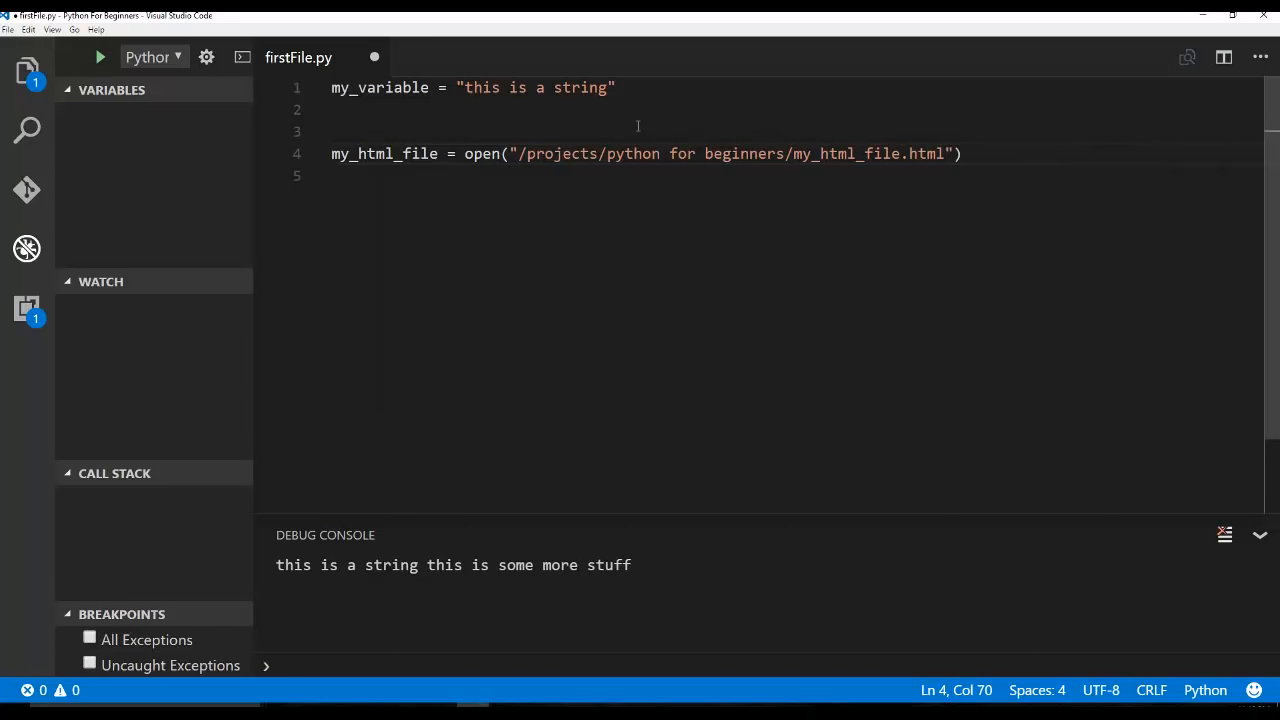 firstFile.py - Python For Beginners - Visual Studio Code
File Edit View Go Help
Python firstFile.py
1
VARIABLES
1 my_variable = "this is a string"
2
3
4 my_html_file = open("/projects/python for beginners/my_html_file.html")
5
WATCH
1
CALL STACK
DEBUG CONSOLE
this is a string this is some more stuff
BREAKPOINTS
All Exceptions
Uncaught Exceptions
0 0 Ln 4, Col 70 Spaces: 4 UTF-8 CRLF Python